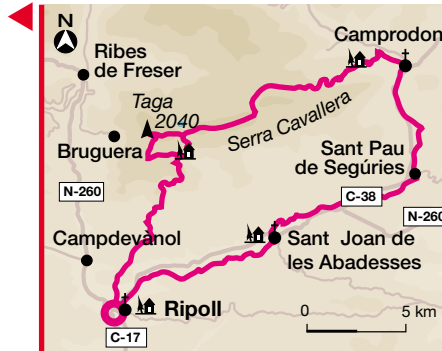 N
Ribes
de Freser
Camprodon
Taga
2040
Serra Cavallera
Bruguera
Sant Pau
de Segúries
N-260
C-38
N-260
Campdevànol
Sant Joan de
les Abadesses
Ripoll
0 5 km
C-17